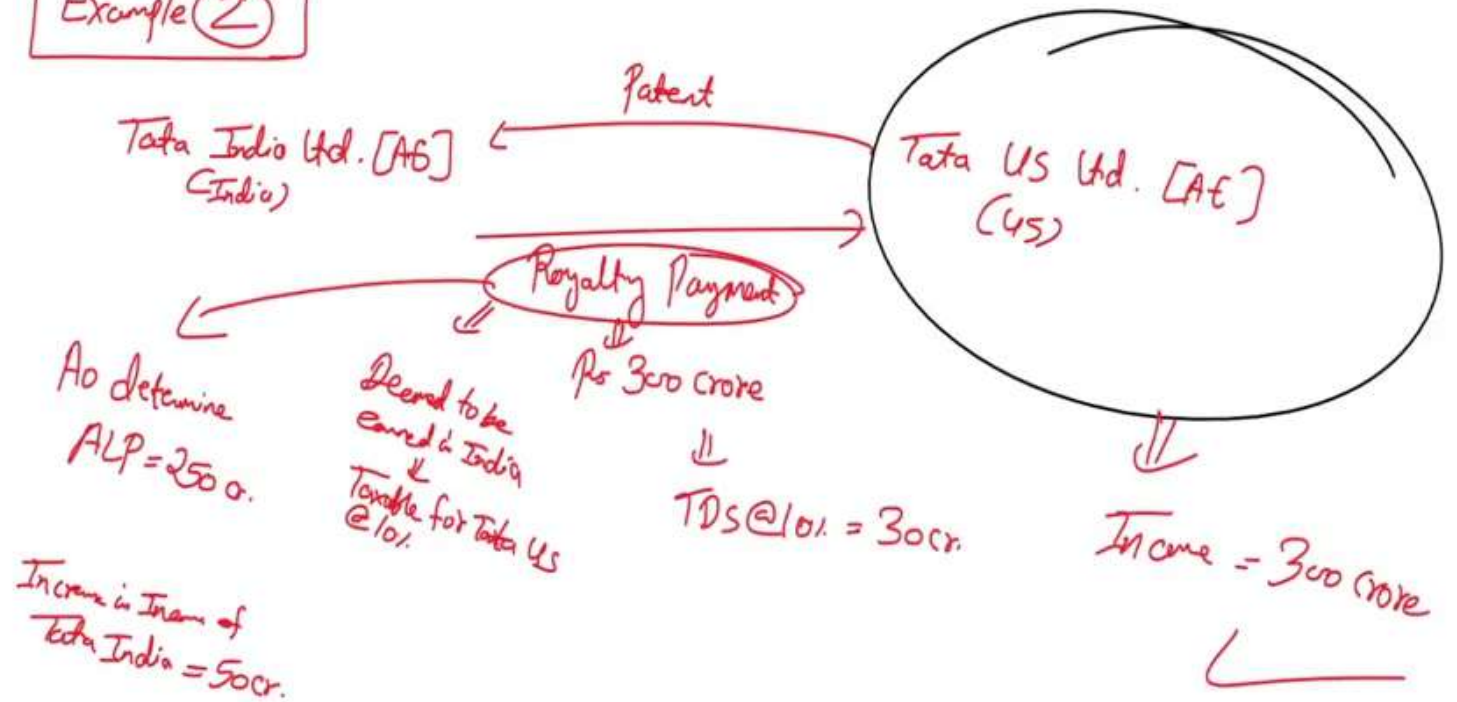 Example 2
Patent
Tata India Ltd. [AE]
(India)
Tata US Ltd. [AE]
(US)
Royalty Payment
Ao determine
ALP = 250 cr.
Deemed to be
earned in India
Taxable for Tata US
@10%
Rs 300 crore
TDS @10% = 30cr.
Income = 300 crore
Increase in Income of
Tata India = 50cr.